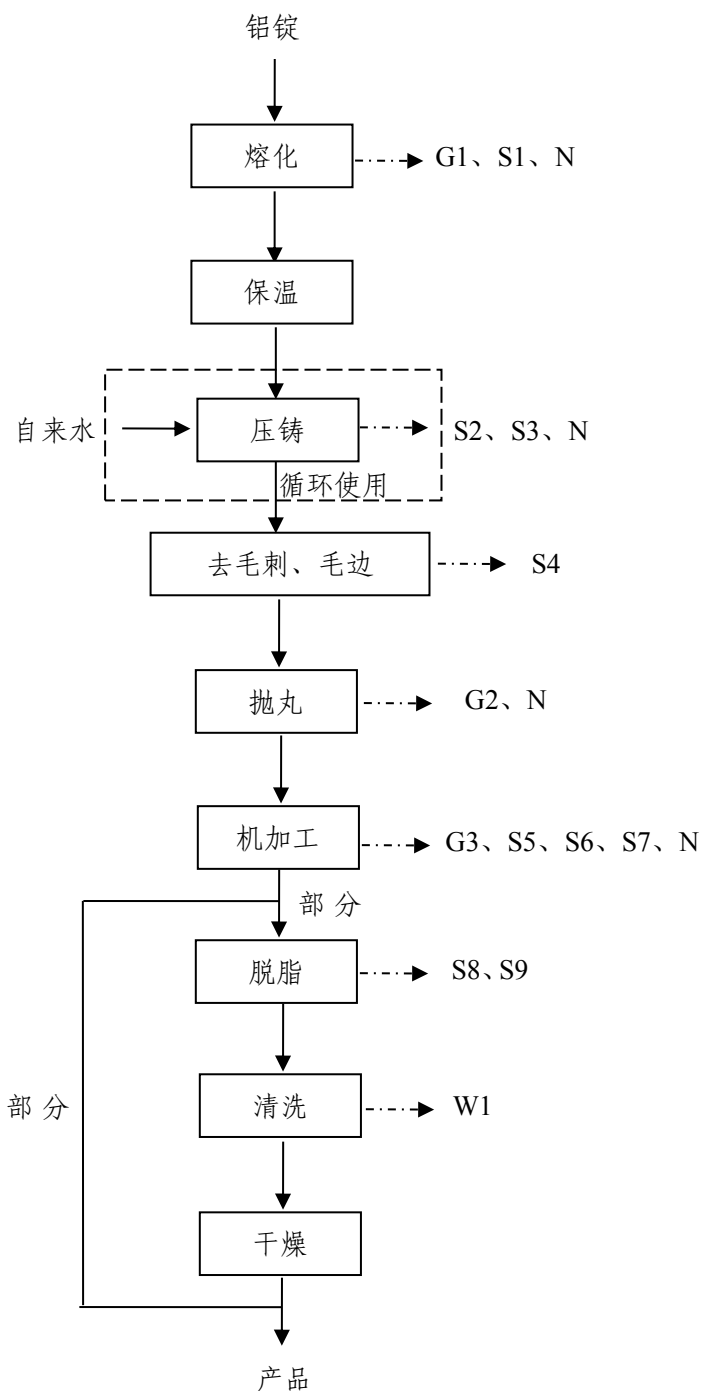 铝锭
熔化
G1、S1、N
保温
自来水
压铸
S2、S3、N
循环使用
去毛刺、毛边
S4
抛丸
G2、N
机加工
G3、S5、S6、S7、N
部 分
脱脂
S8、S9
部 分
清洗
W1
干燥
产品